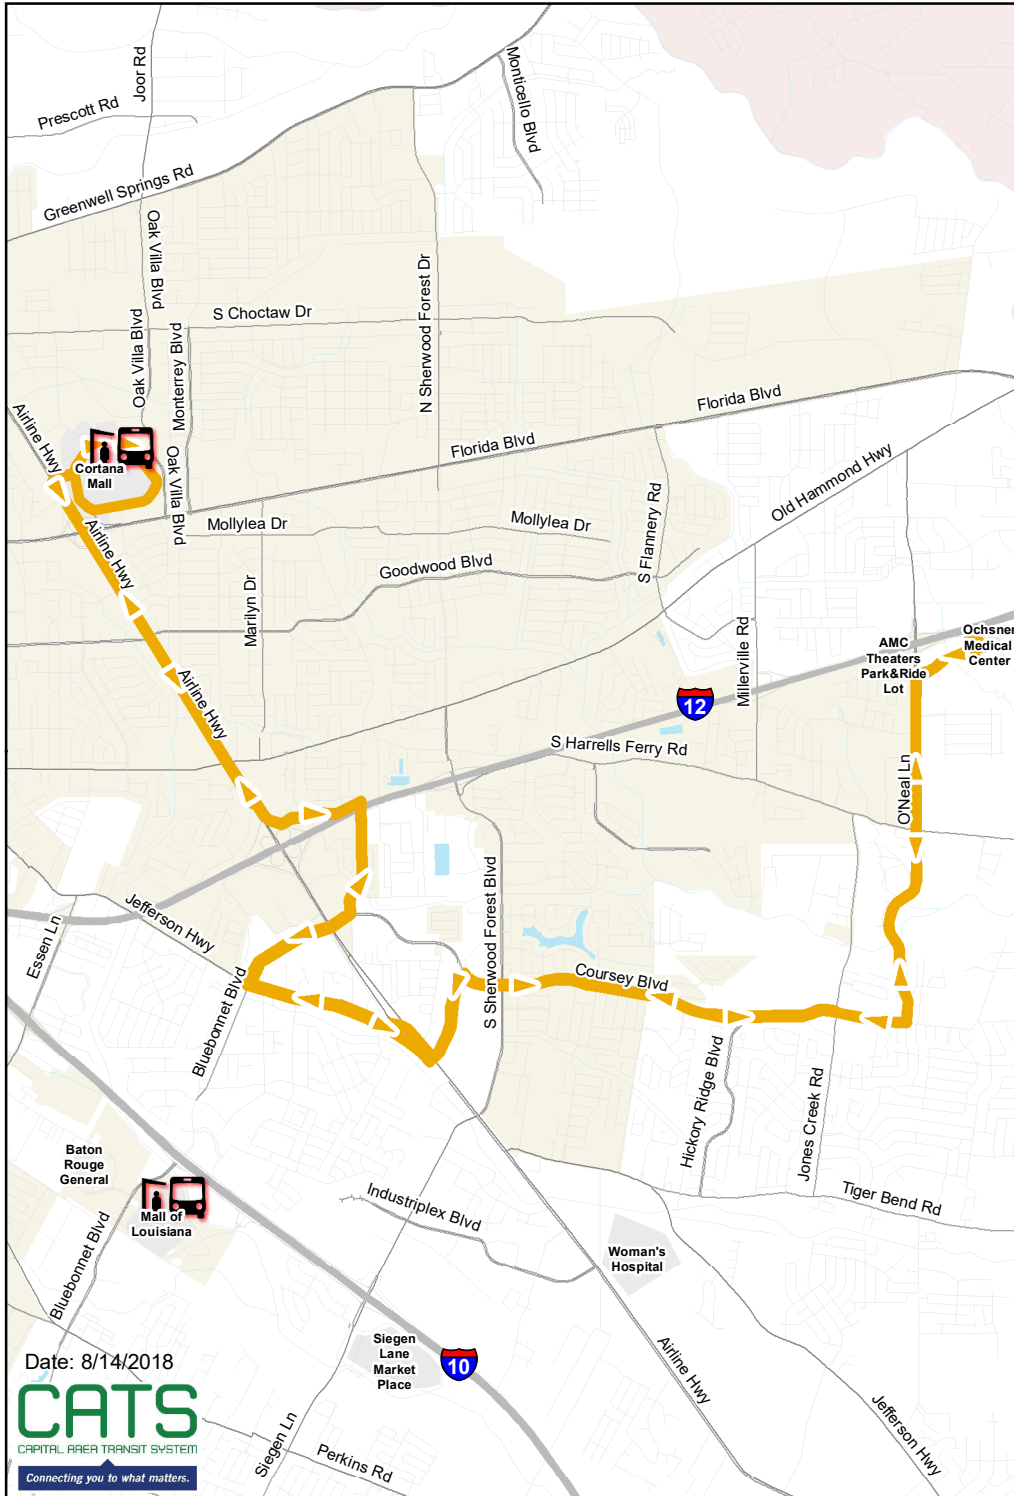 Joor Rd
Monticello Blvd
Prescott Rd
Greenwell Springs Rd
Oak Villa Blvd
N Sherwood Forest Dr
S Choctaw Dr
Oak Villa Blvd
Monterrey Blvd
Florida Blvd
Airline Hwy
Florida Blvd
Cortana
Mall
Oak Villa Blvd
Old Hammond Hwy
Mollylea Dr
Mollylea Dr
S Flannery Rd
Airline Hwy
Goodwood Blvd
Marilyn Dr
Millerville Rd
AMC
Theaters
Park&Ride
Lot
Ochsner
Medical
Center
Airline Hwy
12
S Harrells Ferry Rd
O'Neal Ln
Jefferson Hwy
Essen Ln
S Sherwood Forest Blvd
Coursey Blvd
Bluebonnet Blvd
Hickory Ridge Blvd
Jones Creek Rd
Baton
Rouge
General
Mall of
Louisiana
Industriplex Blvd
Tiger Bend Rd
Bluebonnet Blvd
Woman's
Hospital
Siegen
Lane
Market
Place
10
Airline Hwy
Jefferson Hwy
Siegen Ln
Perkins Rd
Date: 8/14/2018
CATS
CAPITAL AREA TRANSIT SYSTEM
Connecting you to what matters.